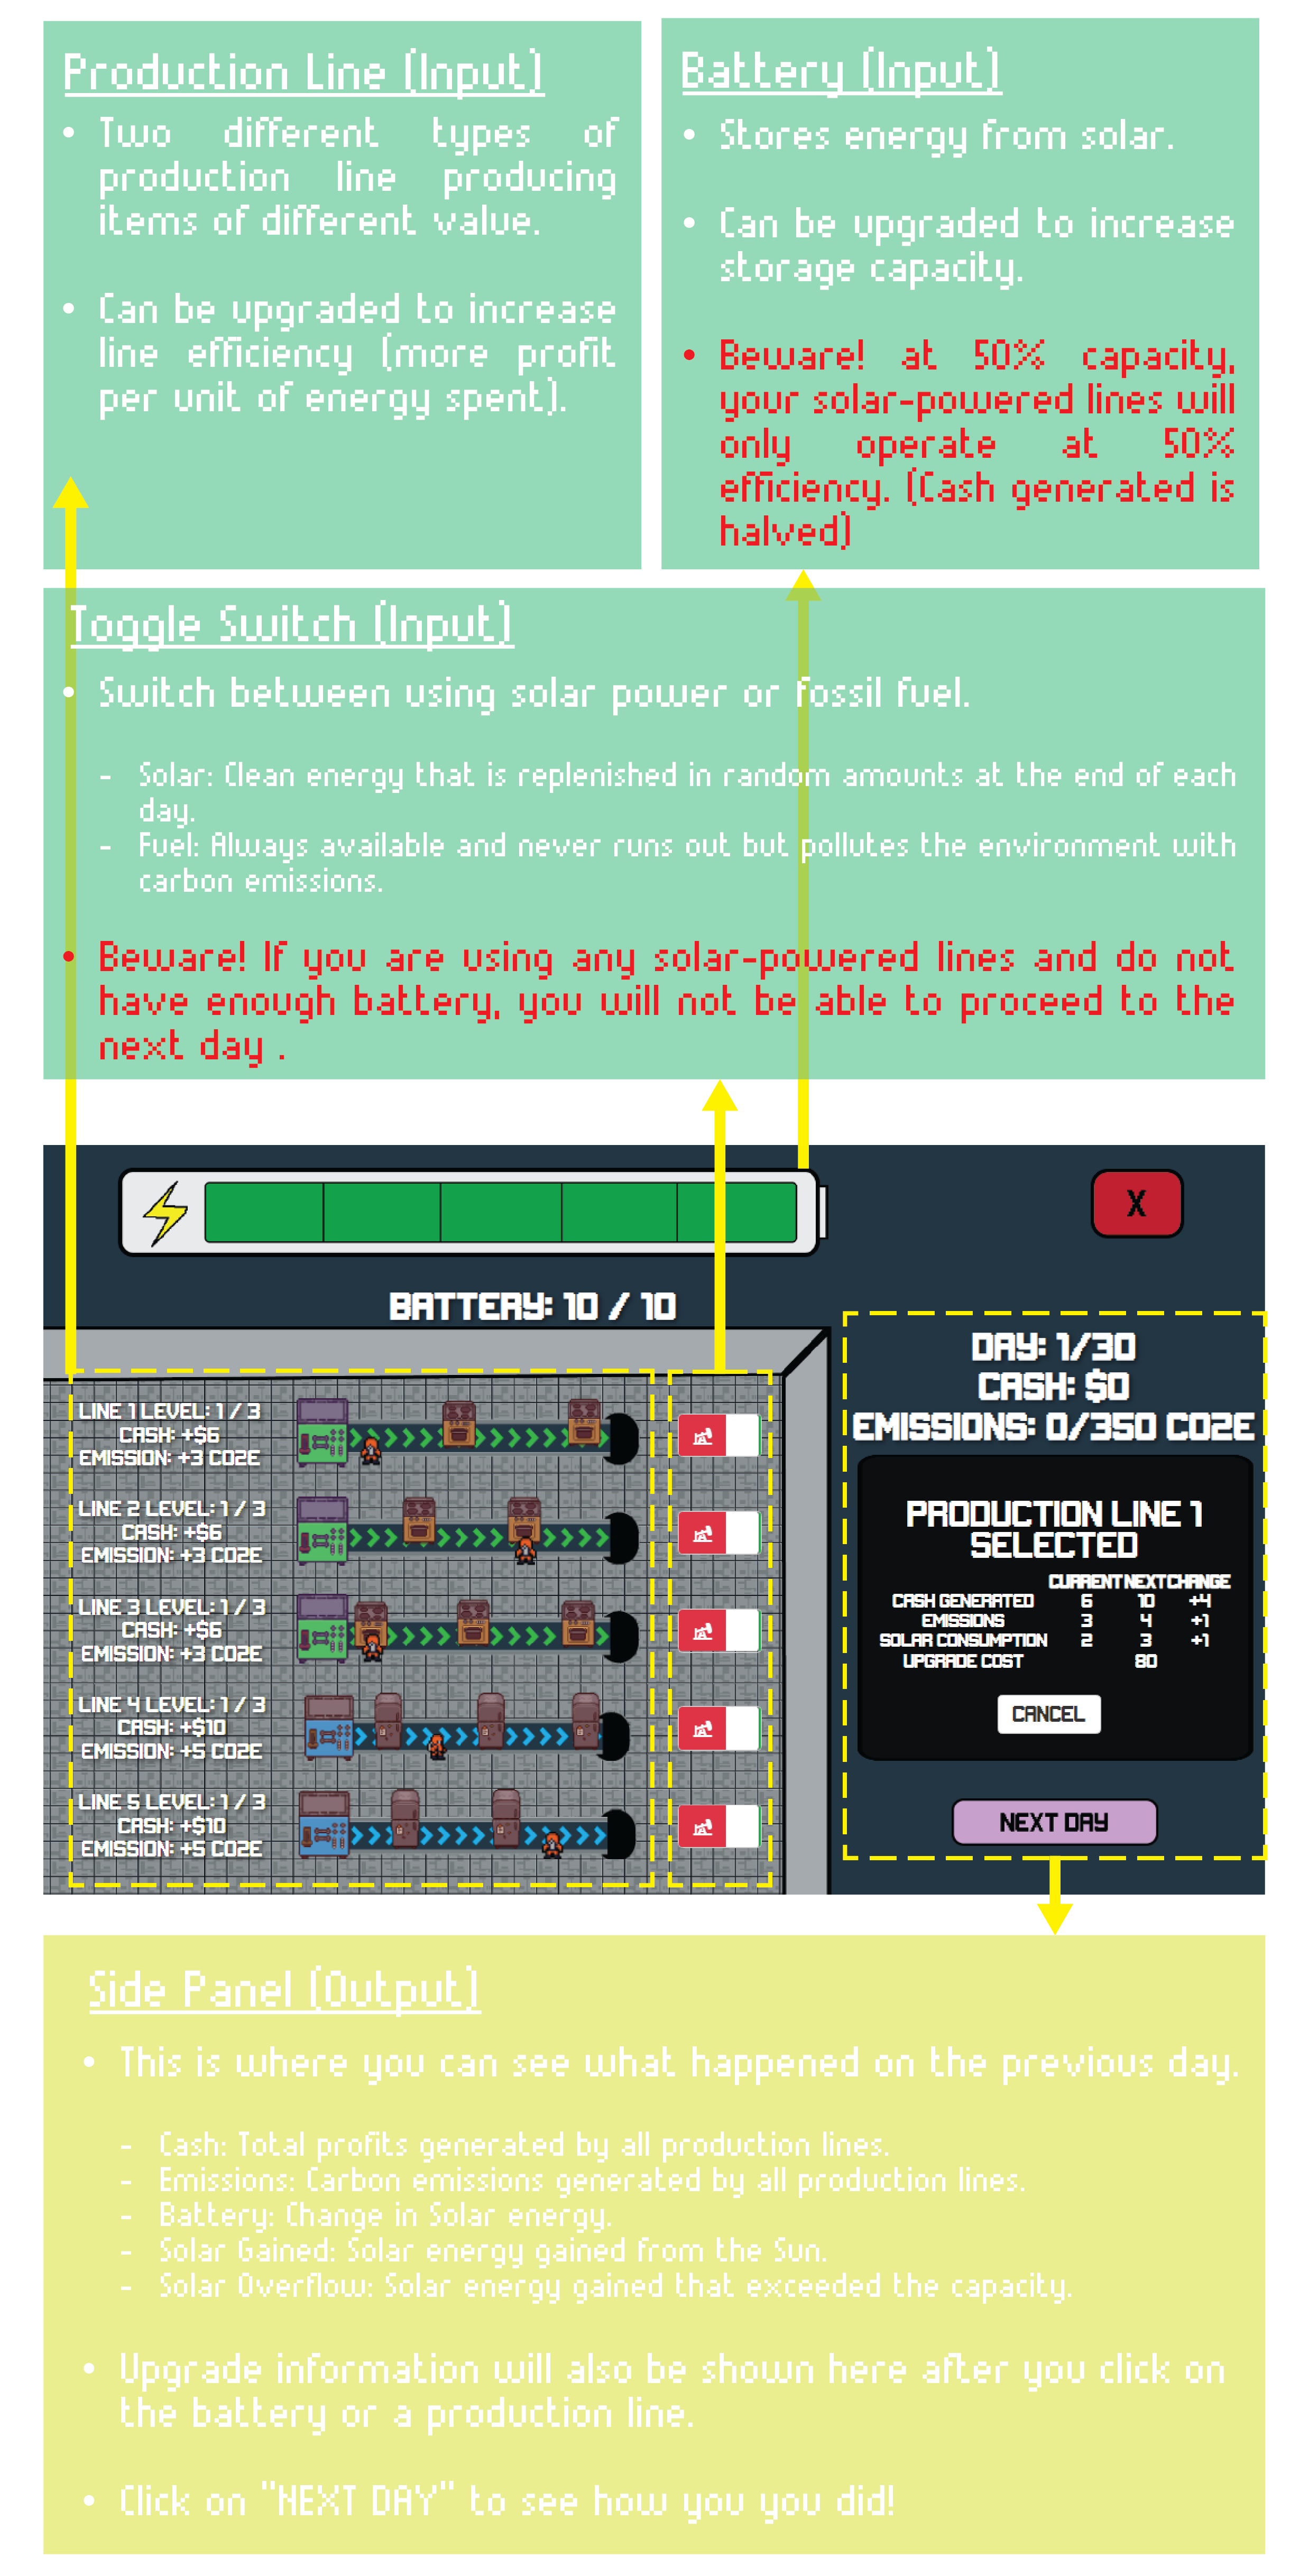 Production Line (Input)
• Two different types of
production line producing
items of different value.
• Can be upgraded to increase
line efficiency (more profit
per unit of energy spent).
Battery (Input)
• Stores energy from solar.
• Can be upgraded to increase
storage capacity.
• Beware! at 50% capacity,
your solar-powered lines will
only operate at 50%
efficiency. (Cash generated is
halved)
Toggle Switch (Input)
• Switch between using solar power or fossil fuel.
- Solar: Clean energy that is replenished in random amounts at the end of each
day.
- Fuel: Always available and never runs out but pollutes the environment with
carbon emissions.
• Beware! If you are using any solar-powered lines and do not
have enough battery, you will not be able to proceed to the
next day .
X
BATTERY: 10 / 10
LINE 1 LEVEL: 1 / 3
CASH: +$6
EMISSION: +3 CO2E
LINE 2 LEVEL: 1 / 3
CASH: +$6
EMISSION: +3 CO2E
LINE 3 LEVEL: 1 / 3
CASH: +$6
EMISSION: +3 CO2E
LINE 4 LEVEL: 1 / 3
CASH: +$10
EMISSION: +5 CO2E
LINE 5 LEVEL: 1 / 3
CASH: +$10
EMISSION: +5 CO2E
DAY: 1/30
CASH: $0
EMISSIONS: 0/350 CO2E
PRODUCTION LINE 1
SELECTED
CURRENT NEXT CHANGE
CASH GENERATED 6 10 +4
EMISSIONS 3 4 +1
SOLAR CONSUMPTION 2 3 +1
UPGRADE COST 80
CANCEL
NEXT DAY
Side Panel (Output)
• This is where you can see what happened on the previous day.
- Cash: Total profits generated by all production lines.
- Emissions: Carbon emissions generated by all production lines.
- Battery: Change in Solar energy.
- Solar Gained: Solar energy gained from the Sun.
- Solar Overflow: Solar energy gained that exceeded the capacity.
• Upgrade information will also be shown here after you click on
the battery or a production line.
• Click on "NEXT DAY" to see how you you did!